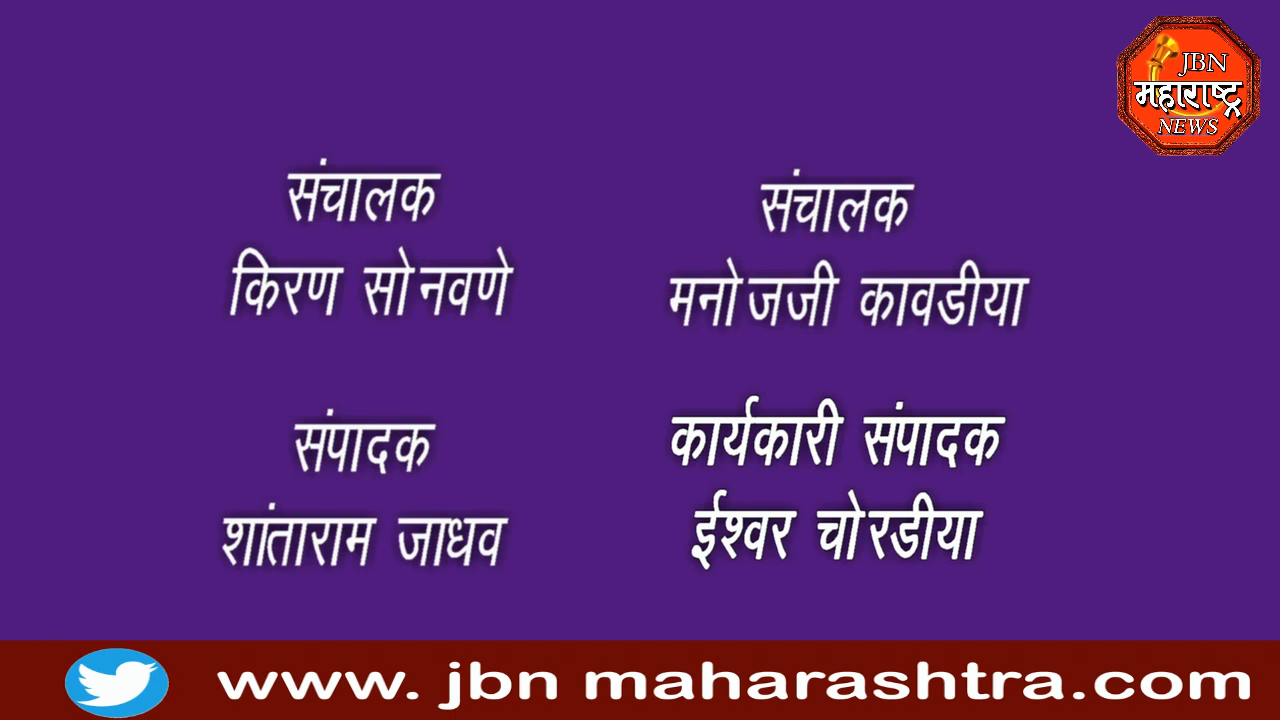 JBN
महाराष्ट्र
NEWS
संचालक
किरण सोनवणे
संचालक
मनोजजी कावडीया
संपादक
शांताराम जाधव
कार्यकारी संपादक
ईश्वर चोरडीया
www. jbn maharashtra.com